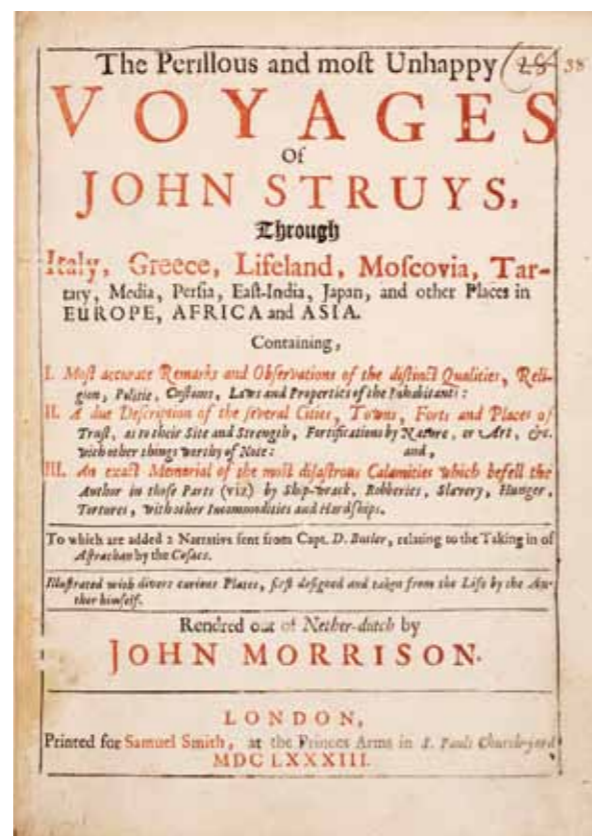 The Perillous and most Unhappy
28 38
VOYAGES
Of
JOHN STRUYS,
Through
Italy, Greece, Lifeland, Moscovia, Tar-
tary, Media, Persia, East-India, Japan, and other Places in
EUROPE, AFRICA and ASIA.
Containing,
I. Most accurate Remarks and Observations of the distinct Qualities, Reli-
gion, Politie, Customs, Laws and Properties of the Inhabitants:
II. A due Description of the several Cities, Towns, Forts and Places of
Trust, as to their Site and Strength, Fortifications by Nature, or Art, &c.
with other things worthy of Note: and,
III. An exact Memorial of the most disastrous Calamities which befell the
Author in those Parts (viz) by Ship-wrack, Robberies, Slavery, Hunger,
Tortures, with other Incommodities and Hardships.
To which are added 2 Narrative sent from Capt. D. Butler, relating to the Taking in of
Astrachan by the Cosacs.
Illustrated with divers curious Plates, first designed and taken from the Life by the Au-
thor himself.
Rendred out of Nether-dutch by
JOHN MORRISON.
LONDON,
Printed for Samuel Smith, at the Princes Arms in S. Pauls Church-yard
MDCLXXXIII.